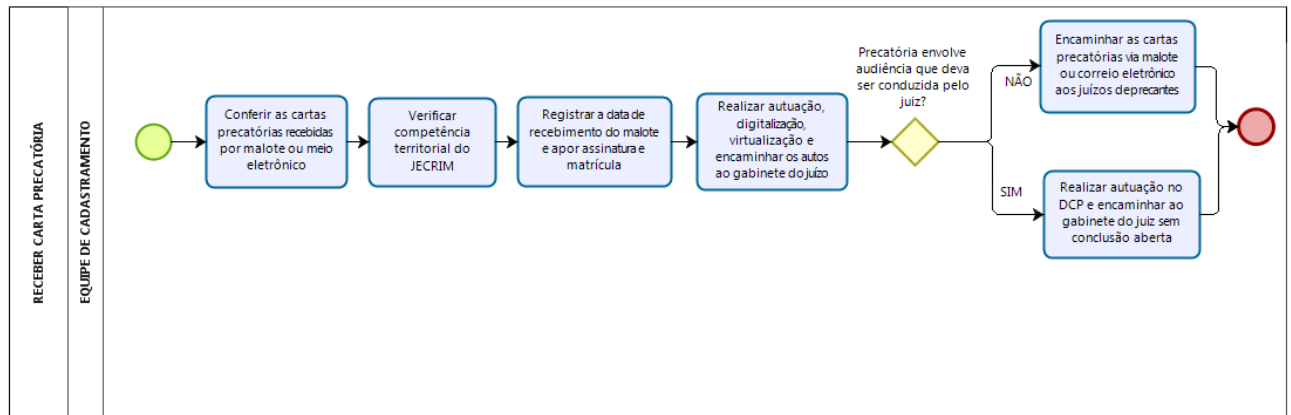 RECEBER CARTA PRECATÓRIA
EQUIPE DE CADASTRAMENTO
Conferir as cartas
precatórias recebidas
por malote ou meio
eletrônico
Verificar
competência
territorial do
JECRIM
Registrar a data de
recebimento do malote
e apor assinatura e
matrícula
Realizar autuação,
digitalização,
virtualização e
encaminhar os autos
ao gabinete do juízo
Precatória envolve
audiência que deva
ser conduzida pelo
juiz?
NÃO
Encaminhar as cartas
precatórias via malote
ou correio eletrônico
aos juízos deprecantes
SIM
Realizar autuação no
DCP e encaminhar ao
gabinete do juiz sem
conclusão aberta